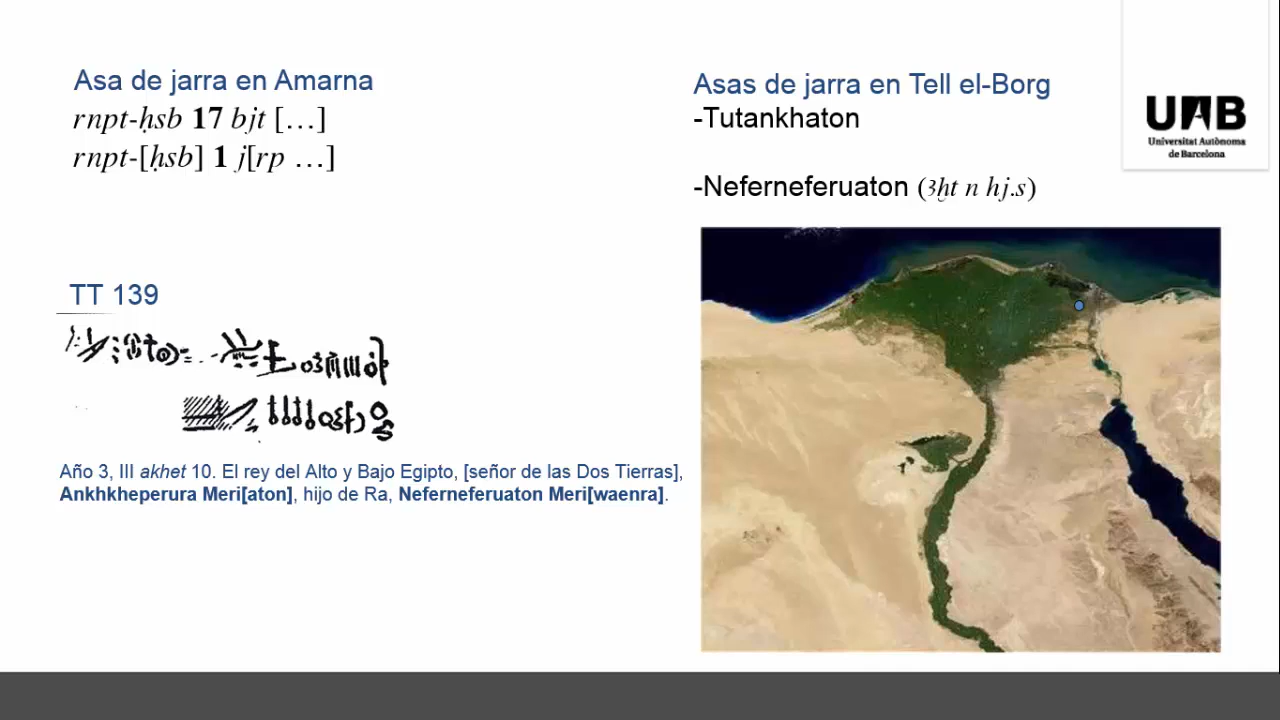 Asa de jarra en Amarna
rnpt-ḥsb 17 bjt […]
rnpt-[ḥsb] 1 j[rp …]
TT 139
Año 3, III akhet 10. El rey del Alto y Bajo Egipto, [señor de las Dos Tierras],
Ankhkheperura Meri[aton], hijo de Ra, Neferneferuaton Meri[waenra].
Asas de jarra en Tell el-Borg
-Tutankhaton
-Neferneferuaton (ȝḫt n hj.s)
UAB
Universitat Autònoma
de Barcelona